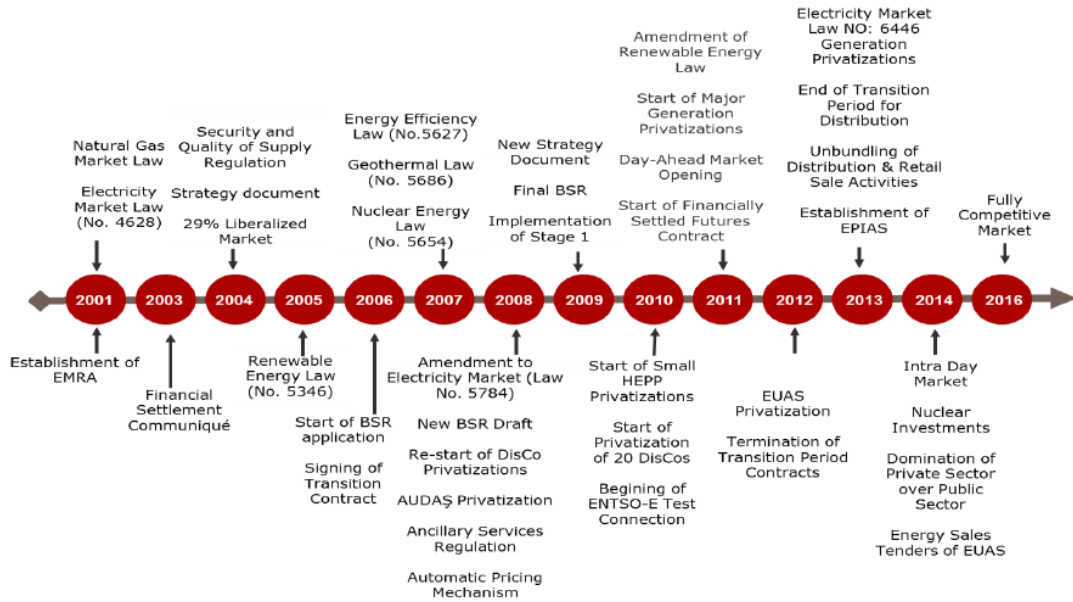 Natural Gas
Market Law
Electricity
Market Law
(No. 4628)
Security and
Quality of Supply
Regulation
Strategy document
29% Liberalized
Market
Energy Efficiency
Law (No.5627)
Geothermal Law
(No. 5686)
Nuclear Energy
Law
(No. 5654)
New Strategy
Document
Final BSR
Implementation
of Stage 1
Amendment of
Renewable Energy
Law
Start of Major
Generation
Privatizations
Day-Ahead Market
Opening
Start of Financially
Settled Futures
Contract
Electricity Market
Law NO: 6446
Generation
Privatizations
End of Transition
Period for
Distribution
Unbundling of
Distribution & Retail
Sale Activities
Establishment of
EPIAS
Fully
Competitive
Market
2001 2003 2004 2005 2006 2007 2008 2009 2010 2011 2012 2013 2014 2016
Establishment of
EMRA
Financial
Settlement
Communiqué
Renewable
Energy Law
(No. 5346)
Start of BSR
application
Signing of
Transition
Contract
Amendment to
Electricity Market (Law
No. 5784)
New BSR Draft
Re-start of DisCo
Privatizations
AUDAŞ Privatization
Ancillary Services
Regulation
Automatic Pricing
Mechanism
Start of Small
HEPP
Privatizations
Start of
Privatization
of 20 DisCos
Begining of
ENTSO-E Test
Connection
EUAS
Privatization
Termination of
Transition Period
Contracts
Intra Day
Market
Nuclear
Investments
Domination of
Private Sector
over Public
Sector
Energy Sales
Tenders of EUAS